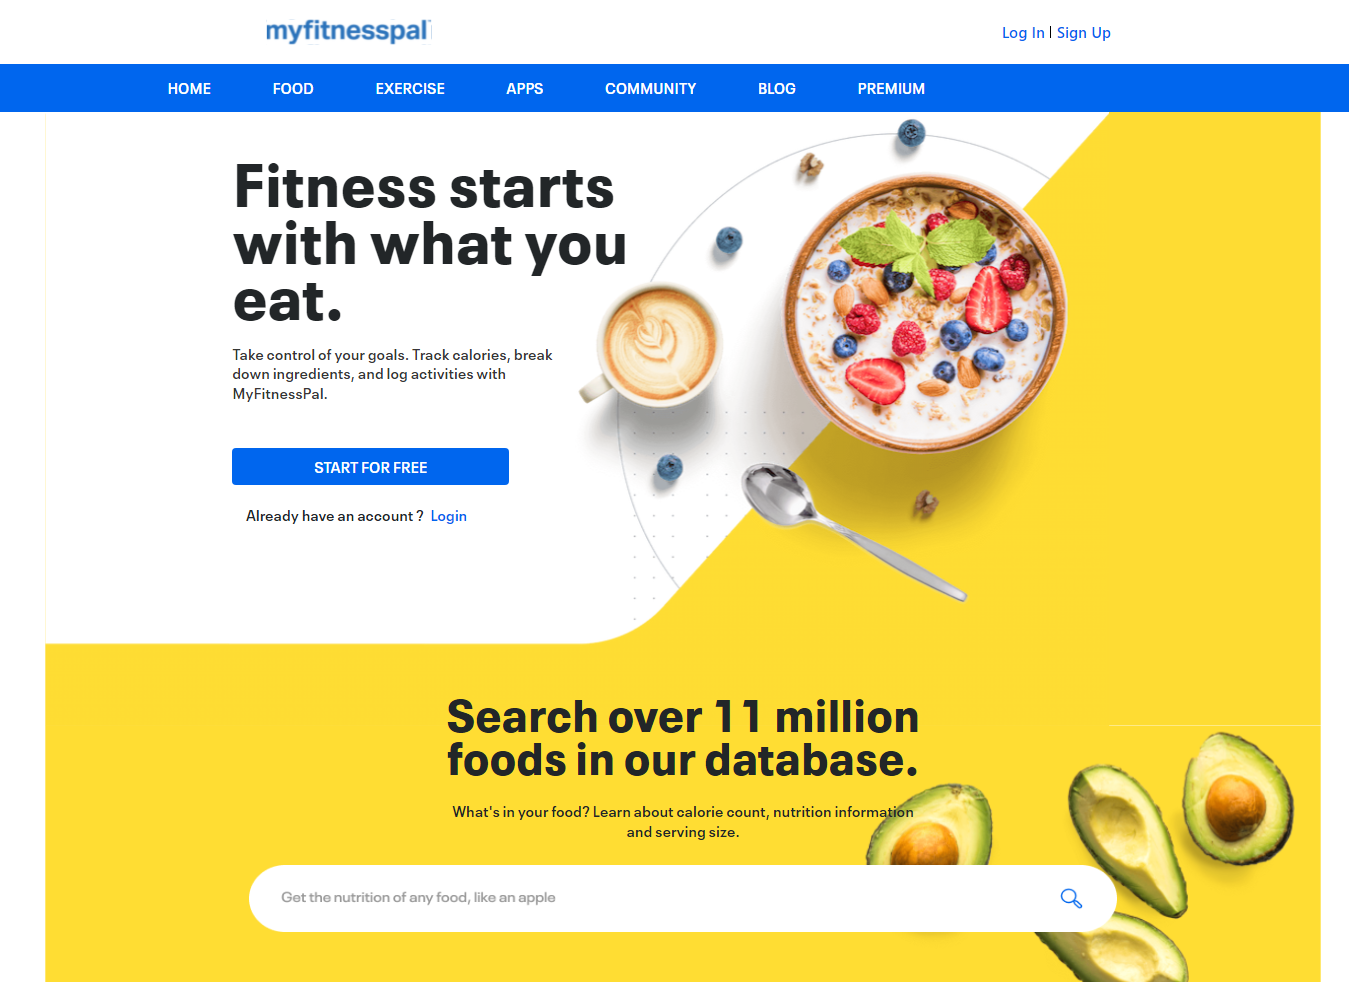 myfitnesspal
Log In | Sign Up
HOME FOOD EXERCISE APPS COMMUNITY BLOG PREMIUM
Fitness starts
with what you
eat.
Take control of your goals. Track calories, break
down ingredients, and log activities with
MyFitnessPal.
START FOR FREE
Already have an account ? Login
Search over 11 million
foods in our database.
What's in your food? Learn about calorie count, nutrition information
and serving size.
Get the nutrition of any food, like an apple